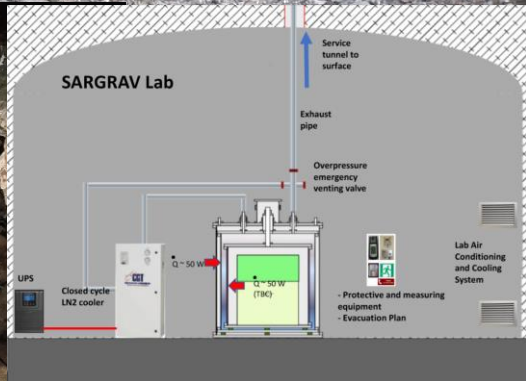 SARGRAV Lab
Service
tunnel to
surface
Exhaust
pipe
Overpressure
emergency
venting valve
UPS
Closed cycle
LN2 cooler
Q ~ 50 W
Q ~ 50 W
(TBC)
- Protective and measuring
equipment
- Evacuation Plan
Lab Air
Conditioning
and Cooling
System